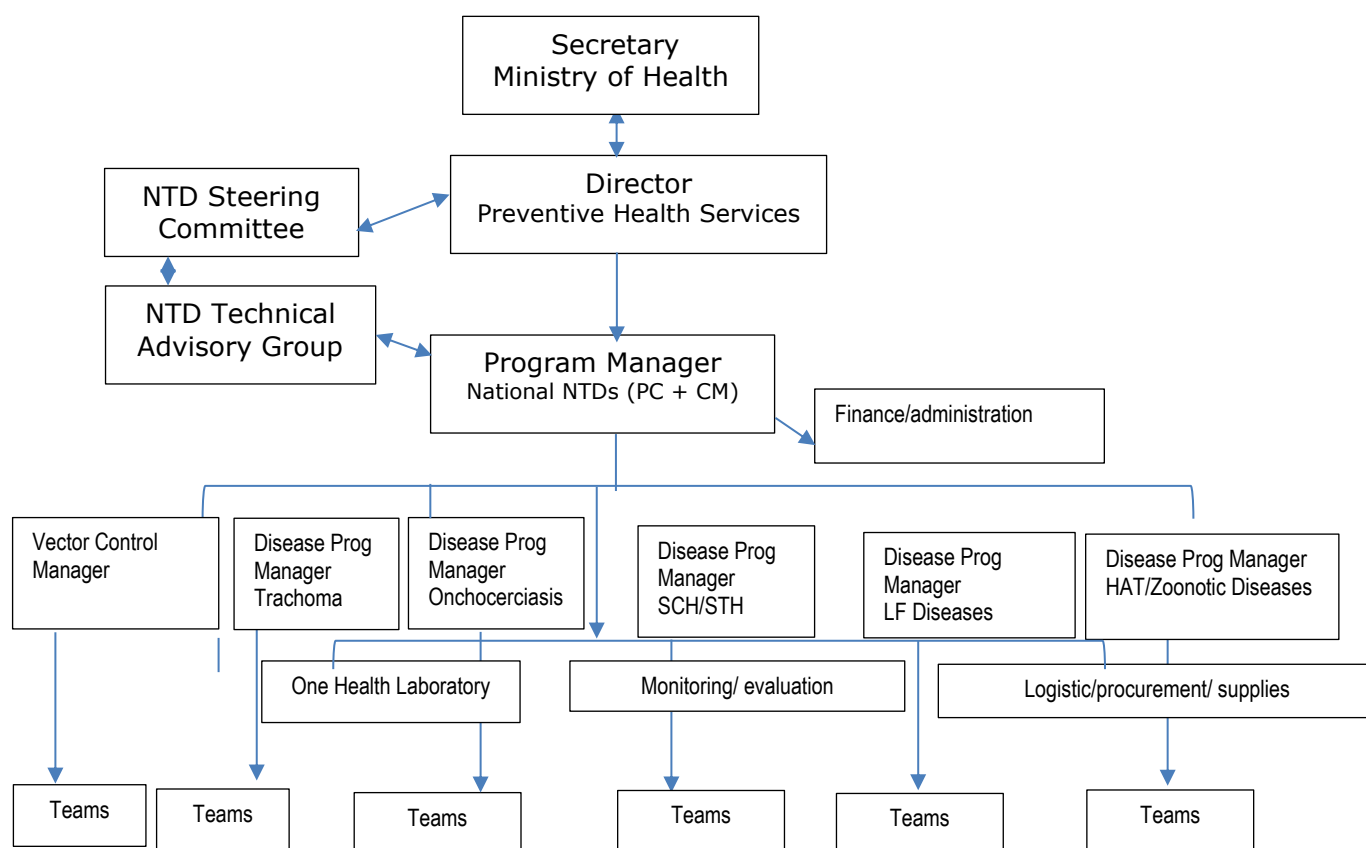 Secretary
Ministry of Health
Director
Preventive Health Services
NTD Steering
Committee
NTD Technical
Advisory Group
Program Manager
National NTDs (PC + CM)
Finance/administration
Vector Control
Manager
Disease Prog
Manager
Trachoma
Disease Prog
Manager
Onchocerciasis
Disease Prog
Manager
SCH/STH
Disease Prog
Manager
LF Diseases
Disease Prog Manager
HAT/Zoonotic Diseases
One Health Laboratory
Monitoring/ evaluation
Logistic/procurement/ supplies
Teams
Teams
Teams
Teams
Teams
Teams